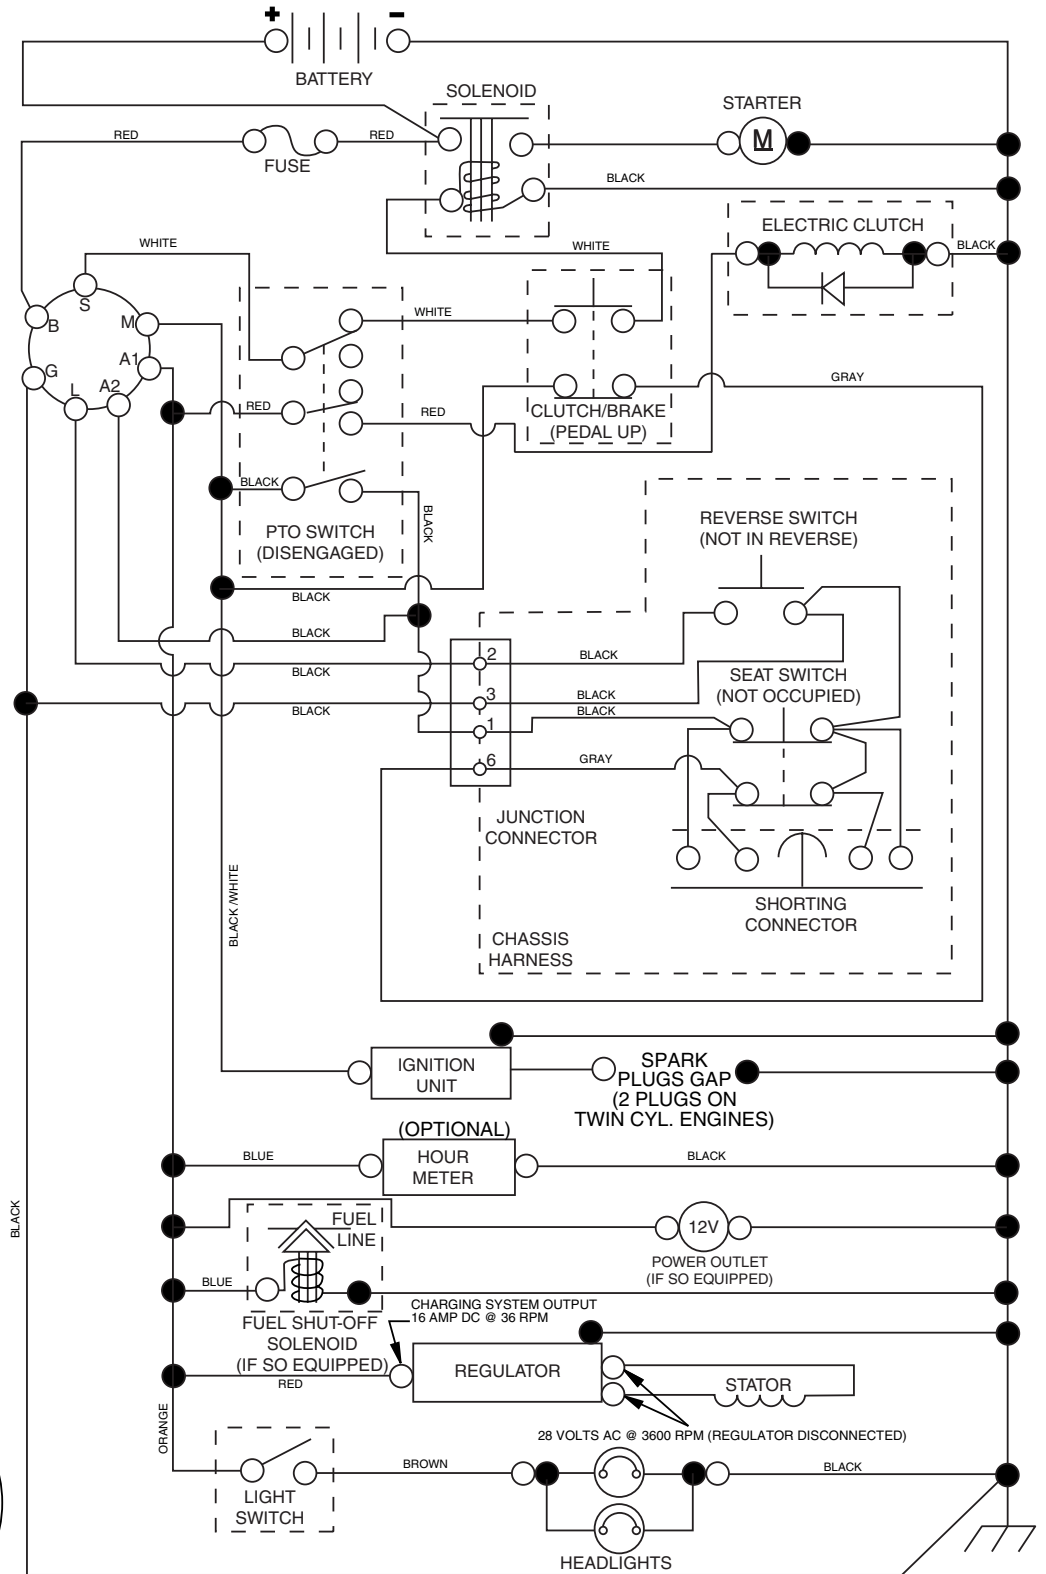 + −
BATTERY
SOLENOID
STARTER
RED
RED
FUSE
M
BLACK
ELECTRIC CLUTCH
BLACK
WHITE
WHITE
S
B
M
WHITE
A1
G
A2
L
RED
RED
GRAY
CLUTCH/BRAKE
(PEDAL UP)
BLACK
PTO SWITCH
(DISENGAGED)
BLACK
REVERSE SWITCH
(NOT IN REVERSE)
BLACK
BLACK
BLACK
2
BLACK
SEAT SWITCH
(NOT OCCUPIED)
3
BLACK
BLACK
BLACK
1
6
GRAY
JUNCTION
CONNECTOR
BLACK /WHITE
SHORTING
CONNECTOR
CHASSIS
HARNESS
IGNITION
UNIT
SPARK
PLUGS GAP
(2 PLUGS ON
TWIN CYL. ENGINES)
(OPTIONAL)
HOUR
METER
BLUE
BLACK
BLACK
FUEL
LINE
12V
POWER OUTLET
(IF SO EQUIPPED)
BLUE
CHARGING SYSTEM OUTPUT
16 AMP DC @ 36 RPM
FUEL SHUT-OFF
SOLENOID
(IF SO EQUIPPED)
RED
REGULATOR
STATOR
ORANGE
28 VOLTS AC @ 3600 RPM (REGULATOR DISCONNECTED)
BROWN
BLACK
LIGHT
SWITCH
HEADLIGHTS